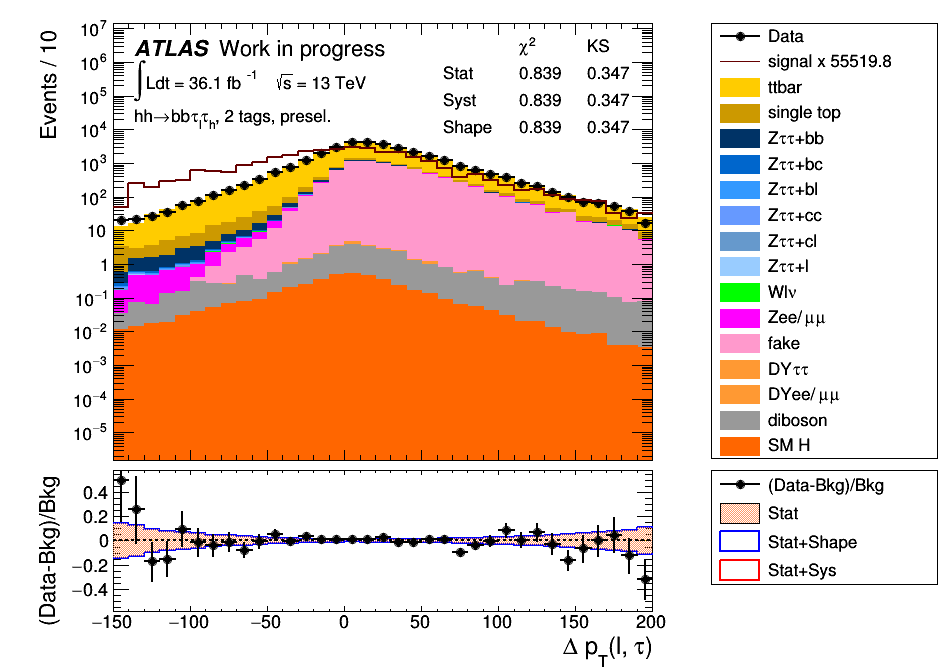 Events / 10
10⁷
10⁶
10⁵
10⁴
10³
10²
10
1
10⁻¹
10⁻²
10⁻³
10⁻⁴
10⁻⁵
ATLAS Work in progress
∫Ldt = 36.1 fb⁻¹ √s = 13 TeV
hh→bbτ_lτ_h, 2 tags, presel.
χ² KS
Stat 0.839 0.347
Syst 0.839 0.347
Shape 0.839 0.347
Data
signal x 55519.8
ttbar
single top
Zττ+bb
Zττ+bc
Zττ+bl
Zττ+cc
Zττ+cl
Zττ+l
Wlν
Zee/μμ
fake
DYττ
DYee/μμ
diboson
SM H
(Data-Bkg)/Bkg
0.4
0.2
0
−0.2
−0.4
−150 −100 −50 0 50 100 150 200
Δ p_T(l, τ)
(Data-Bkg)/Bkg
Stat
Stat+Shape
Stat+Sys